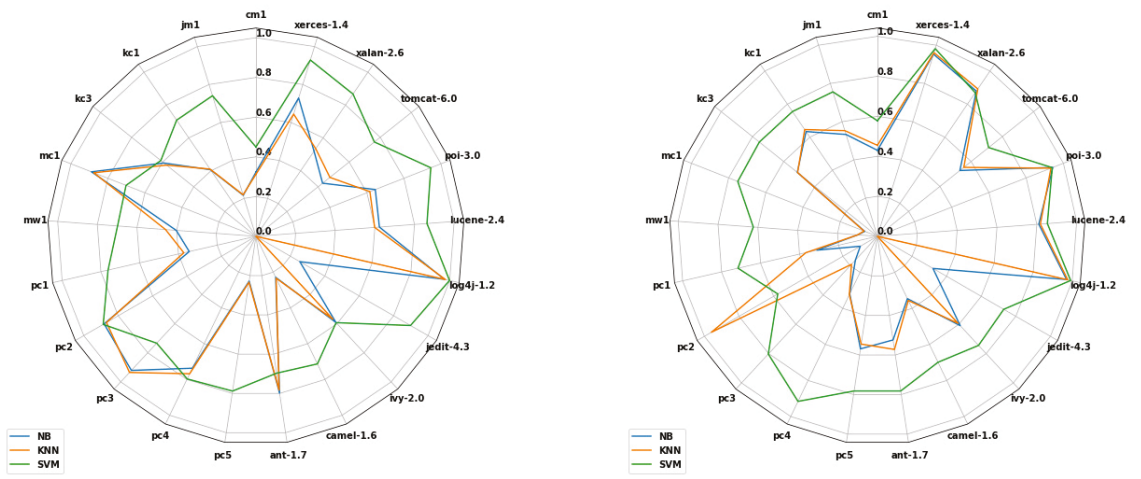 cm1
xerces-1.4
xalan-2.6
tomcat-6.0
poi-3.0
lucene-2.4
log4j-1.2
jedit-4.3
ivy-2.0
camel-1.6
ant-1.7
pc5
pc4
pc3
pc2
pc1
mw1
mc1
kc3
kc1
jm1
1.0
0.8
0.6
0.4
0.2
0.0
NB
KNN
SVM
cm1
xerces-1.4
xalan-2.6
tomcat-6.0
poi-3.0
lucene-2.4
log4j-1.2
jedit-4.3
ivy-2.0
camel-1.6
ant-1.7
pc5
pc4
pc3
pc2
pc1
mw1
mc1
kc3
kc1
jm1
1.0
0.8
0.6
0.4
0.2
0.0
NB
KNN
SVM